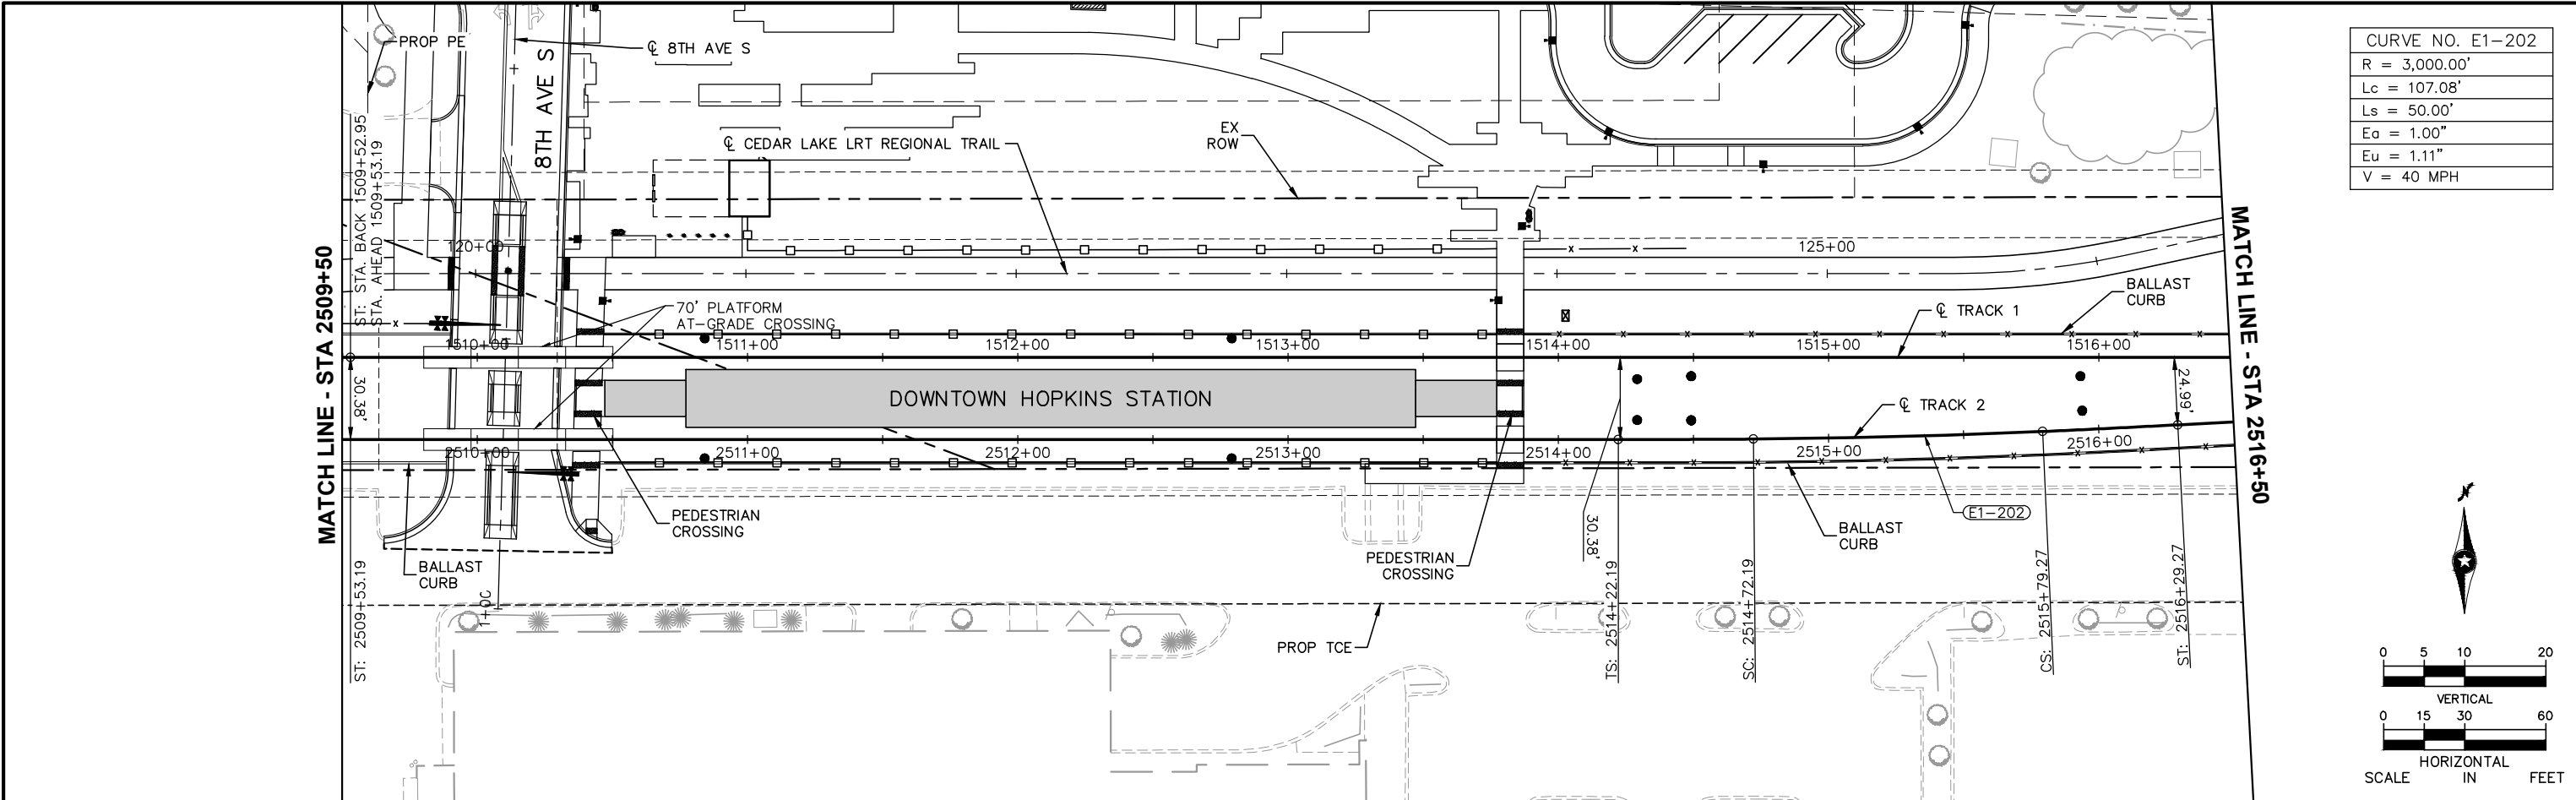 PROP PE
℄ 8TH AVE S
8TH AVE S
ST: STA. BACK 1509+52.95
STA. AHEAD 1509+53.19
℄ CEDAR LAKE LRT REGIONAL TRAIL
EX
ROW
120+00
125+00
MATCH LINE - STA 2509+50
MATCH LINE - STA 2516+50
70' PLATFORM
AT-GRADE CROSSING
℄ TRACK 1
BALLAST
CURB
1510+00
1511+00
1512+00
1513+00
1514+00
1515+00
1516+00
30.38'
DOWNTOWN HOPKINS STATION
℄ TRACK 2
24.99'
2510+00
2511+00
2512+00
2513+00
2514+00
2515+00
2516+00
PEDESTRIAN
CROSSING
BALLAST
CURB
PEDESTRIAN
CROSSING
30.38'
BALLAST
CURB
E1-202
1+00
ST: 2509+53.19
TS: 2514+22.19
SC: 2514+72.19
CS: 2515+79.27
ST: 2516+29.27
PROP TCE
CURVE NO. E1-202
R = 3,000.00'
Lc = 107.08'
Ls = 50.00'
Ea = 1.00"
Eu = 1.11"
V = 40 MPH
0 5 10 20
VERTICAL
0 15 30 60
HORIZONTAL
SCALE IN FEET